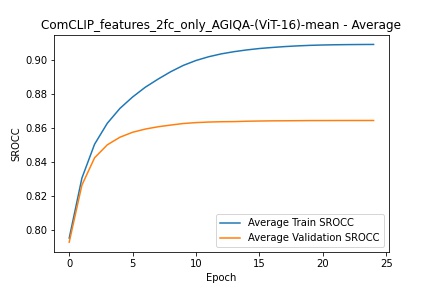 ComCLIP_features_2fc_only_AGIQA-(ViT-16)-mean - Average
0.90
0.88
0.86
0.84
0.82
0.80
SROCC
0
5
10
15
20
25
Epoch
Average Train SROCC
Average Validation SROCC